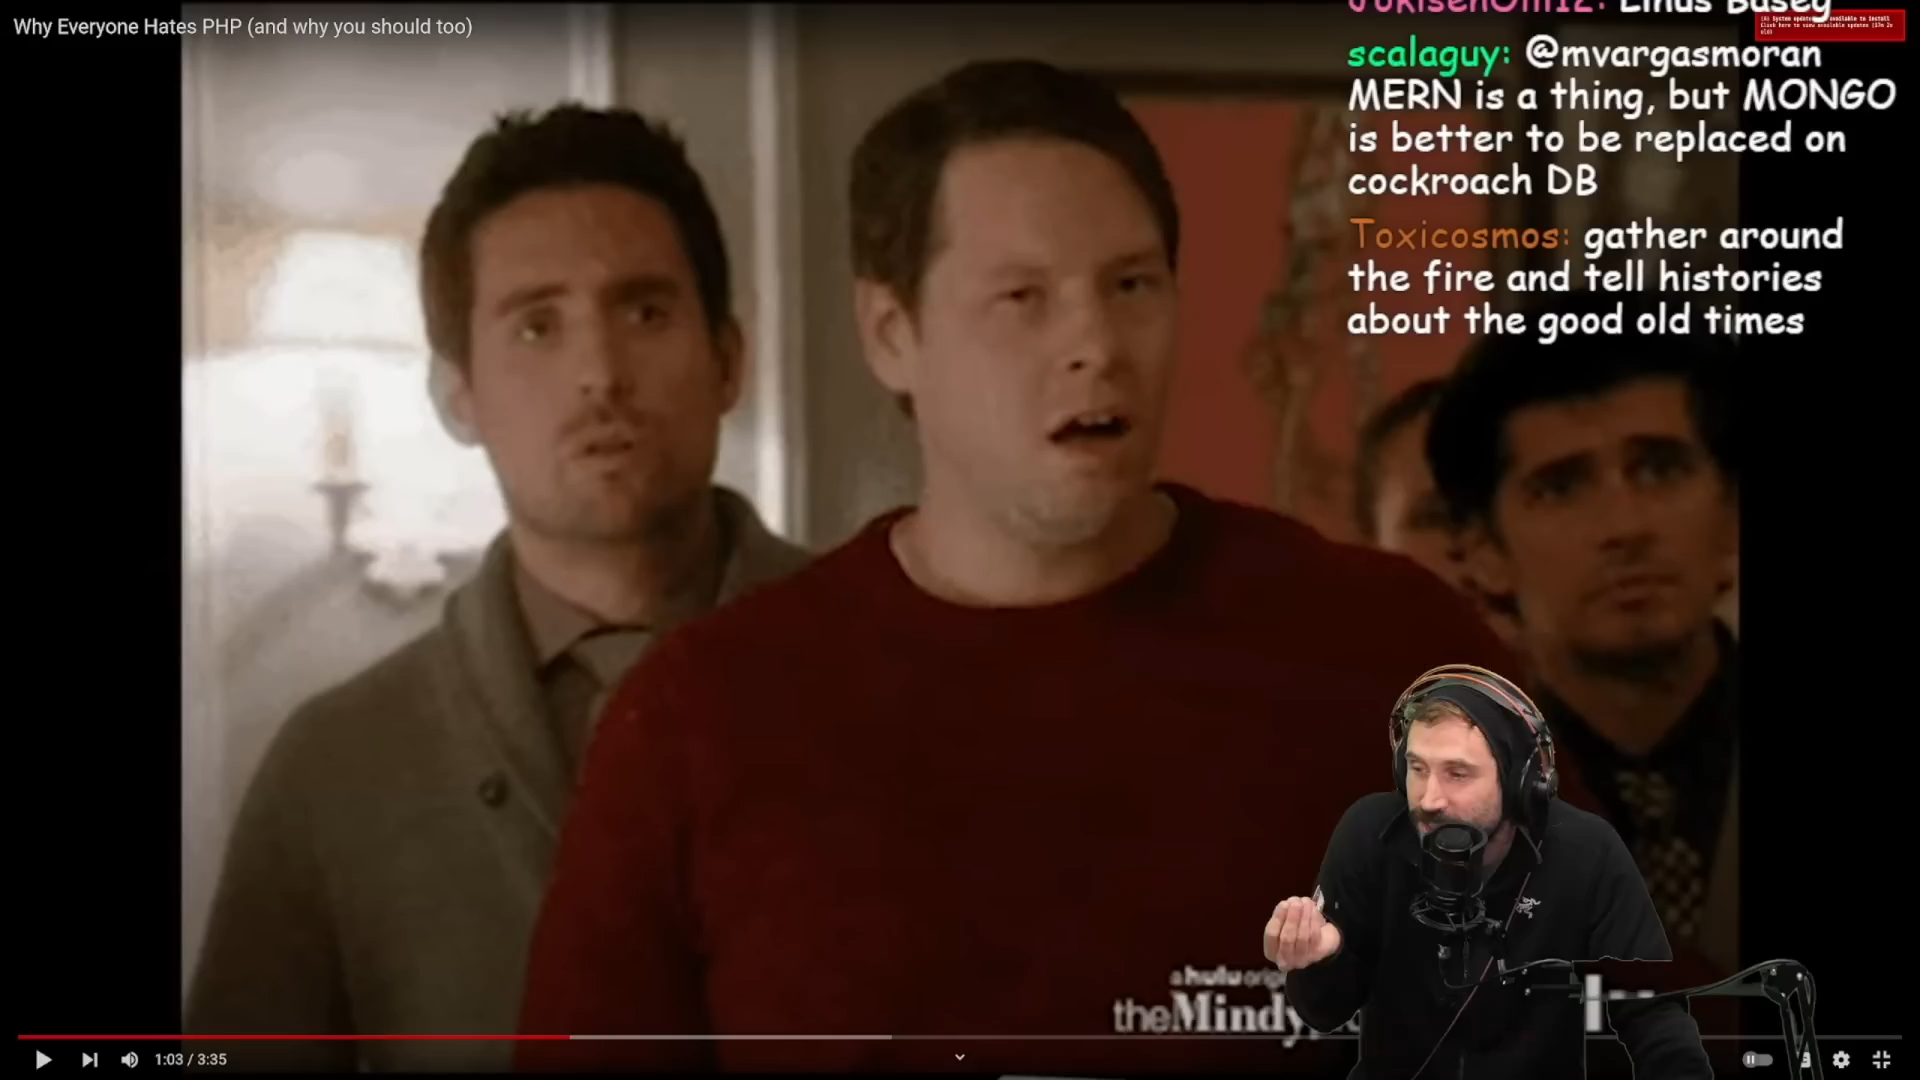 Why Everyone Hates PHP (and why you should too)
scalaguy: @mvargasmoran
MERN is a thing, but MONGO
is better to be replaced on
cockroach DB
Toxicosmos: gather around
the fire and tell histories
about the good old times
a hulu orig
theMindy
1:03 / 3:35